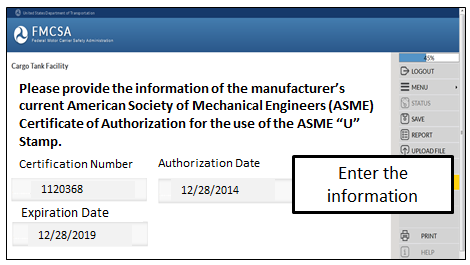 United States Department of Transportation
FMCSA
Federal Motor Carrier Safety Administration
Cargo Tank Facility
45%
LOGOUT
MENU
STATUS
SAVE
REPORT
UPLOAD FILE
Please provide the information of the manufacturer's
current American Society of Mechanical Engineers (ASME)
Certificate of Authorization for the use of the ASME “U”
Stamp.
Certification Number
Authorization Date
1120368
12/28/2014
Enter the
information
Expiration Date
12/28/2019
PRINT
HELP